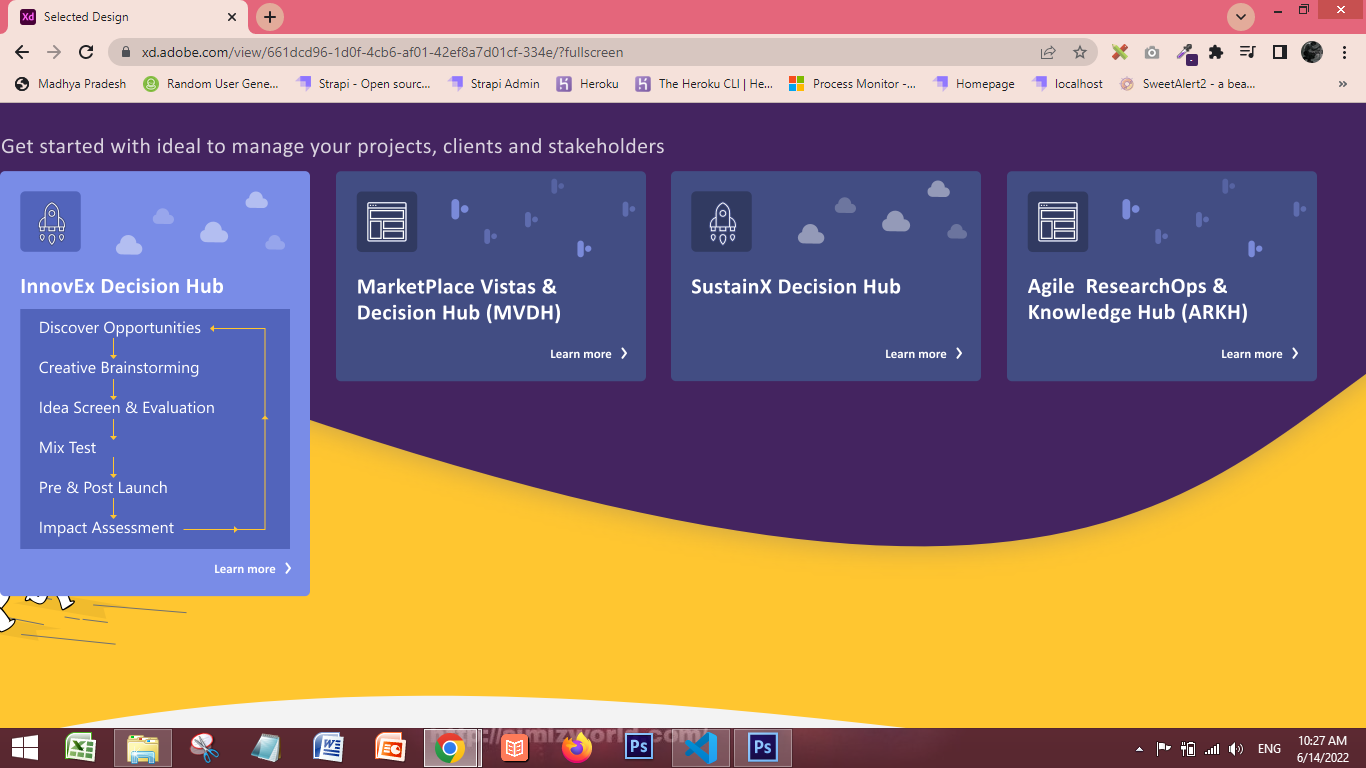 Xd Selected Design
xd.adobe.com/view/661dcd96-1d0f-4cb6-af01-42ef8a7d01cf-334e/?fullscreen
Madhya Pradesh
Random User Gene...
Strapi - Open sourc...
Strapi Admin
Heroku
The Heroku CLI | He...
Process Monitor -...
Homepage
localhost
SweetAlert2 - a bea...
Get started with ideal to manage your projects, clients and stakeholders
InnovEx Decision Hub
Discover Opportunities
Creative Brainstorming
Idea Screen & Evaluation
Mix Test
Pre & Post Launch
Impact Assessment
Learn more
MarketPlace Vistas &
Decision Hub (MVDH)
Learn more
SustainX Decision Hub
Learn more
Agile ResearchOps &
Knowledge Hub (ARKH)
Learn more
Ps
Ps
ENG
10:27 AM
6/14/2022